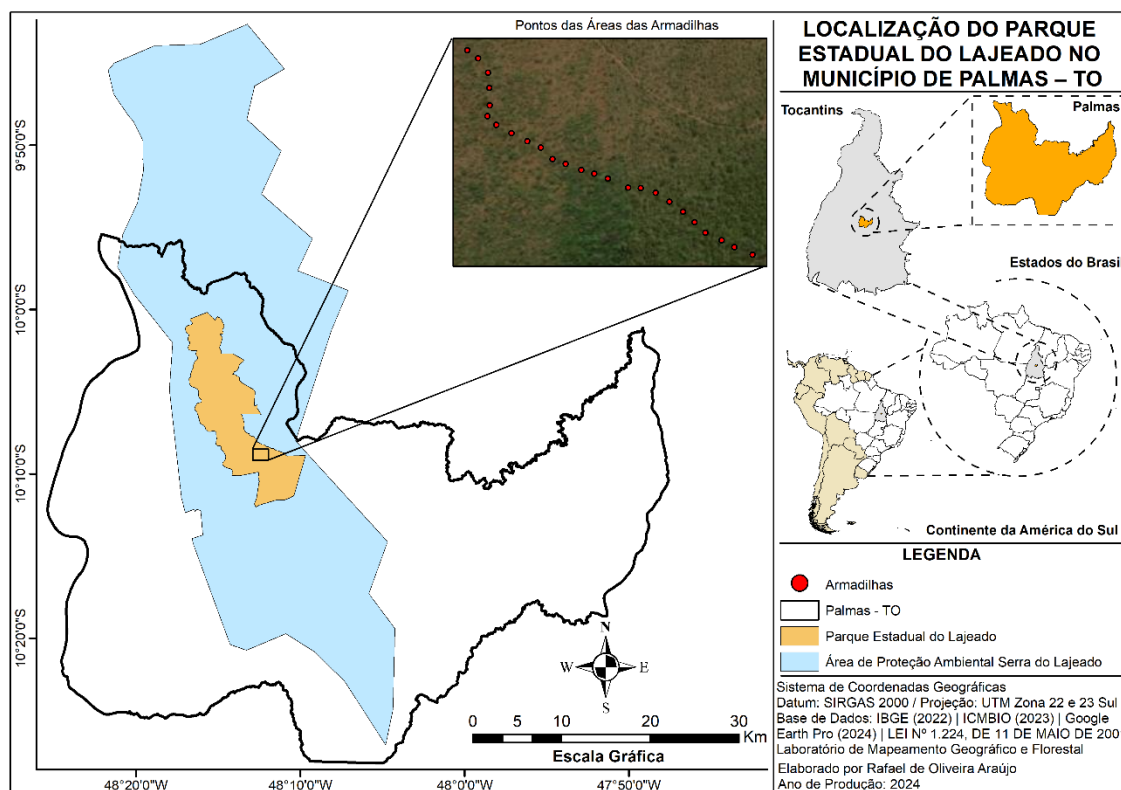 Pontos das Áreas das Armadilhas
9°50'0"S
10°0'0"S
10°10'0"S
10°20'0"S
48°20'0"W
48°10'0"W
48°0'0"W
47°50'0"W
N
W
E
S
0
5
10
20
30
Km
Escala Gráfica
LOCALIZAÇÃO DO PARQUE
ESTADUAL DO LAJEADO NO
MUNICÍPIO DE PALMAS – TO
Tocantins
Palmas
Estados do Brasil
Continente da América do Sul
LEGENDA
Armadilhas
Palmas - TO
Parque Estadual do Lajeado
Área de Proteção Ambiental Serra do Lajeado
Sistema de Coordenadas Geográficas
Datum: SIRGAS 2000 / Projeção: UTM Zona 22 e 23 Sul
Base de Dados: IBGE (2022) | ICMBIO (2023) | Google
Earth Pro (2024) | LEI Nº 1.224, DE 11 DE MAIO DE 2001
Laboratório de Mapeamento Geográfico e Florestal
Elaborado por Rafael de Oliveira Araújo
Ano de Produção: 2024